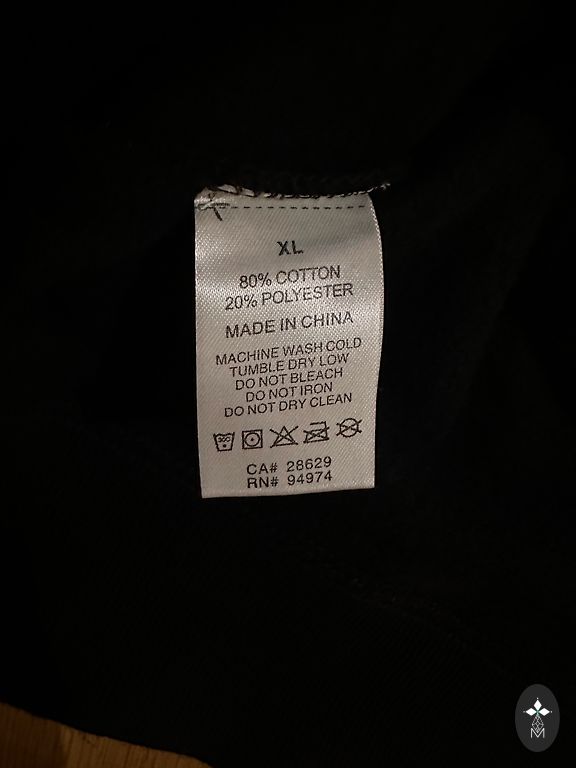 XL
80% COTTON
20% POLYESTER
MADE IN CHINA
MACHINE WASH COLD
TUMBLE DRY LOW
DO NOT BLEACH
DO NOT IRON
DO NOT DRY CLEAN
CA# 28629
RN# 94974
M